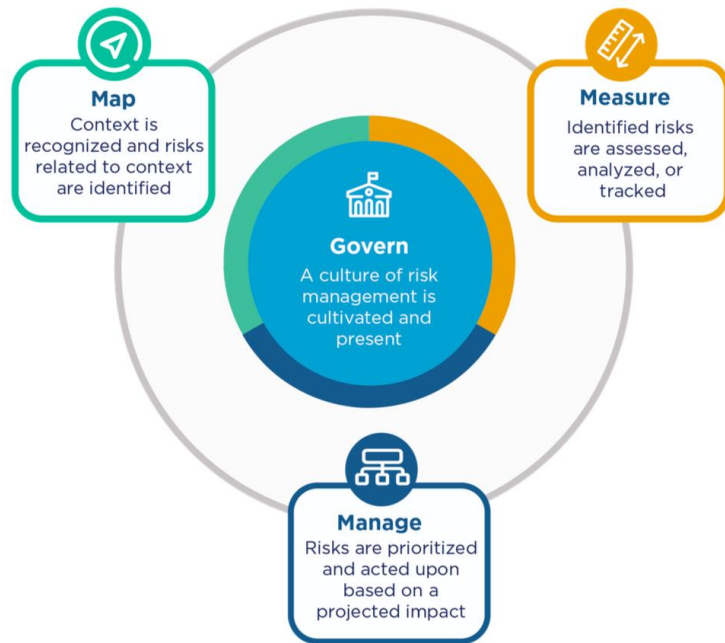 Map
Context is
recognized and risks
related to context
are identified
Measure
Identified risks
are assessed,
analyzed, or
tracked
Govern
A culture of risk
management is
cultivated and
present
Manage
Risks are prioritized
and acted upon
based on a
projected impact